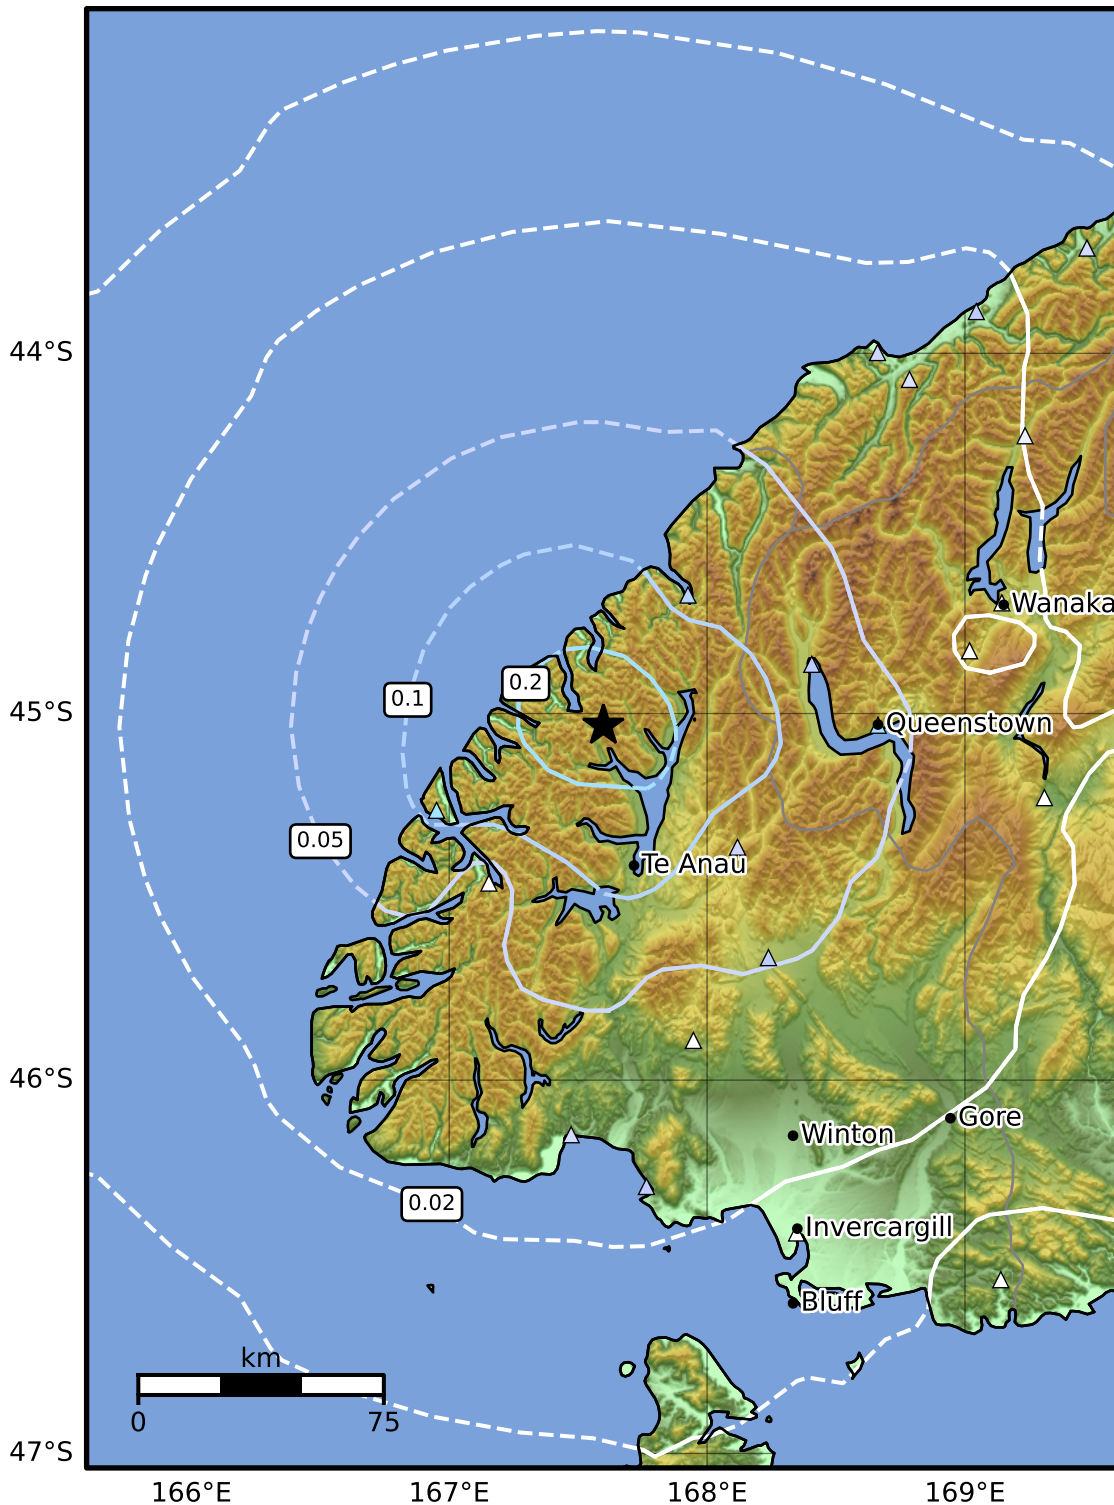 44°S
Wanaka
0.2
0.1
45°S
Queenstown
0.05
Te Anau
46°S
Gore
Winton
0.02
Invercargill
Bluff
km
0
75
47°S
166°E
167°E
168°E
169°E